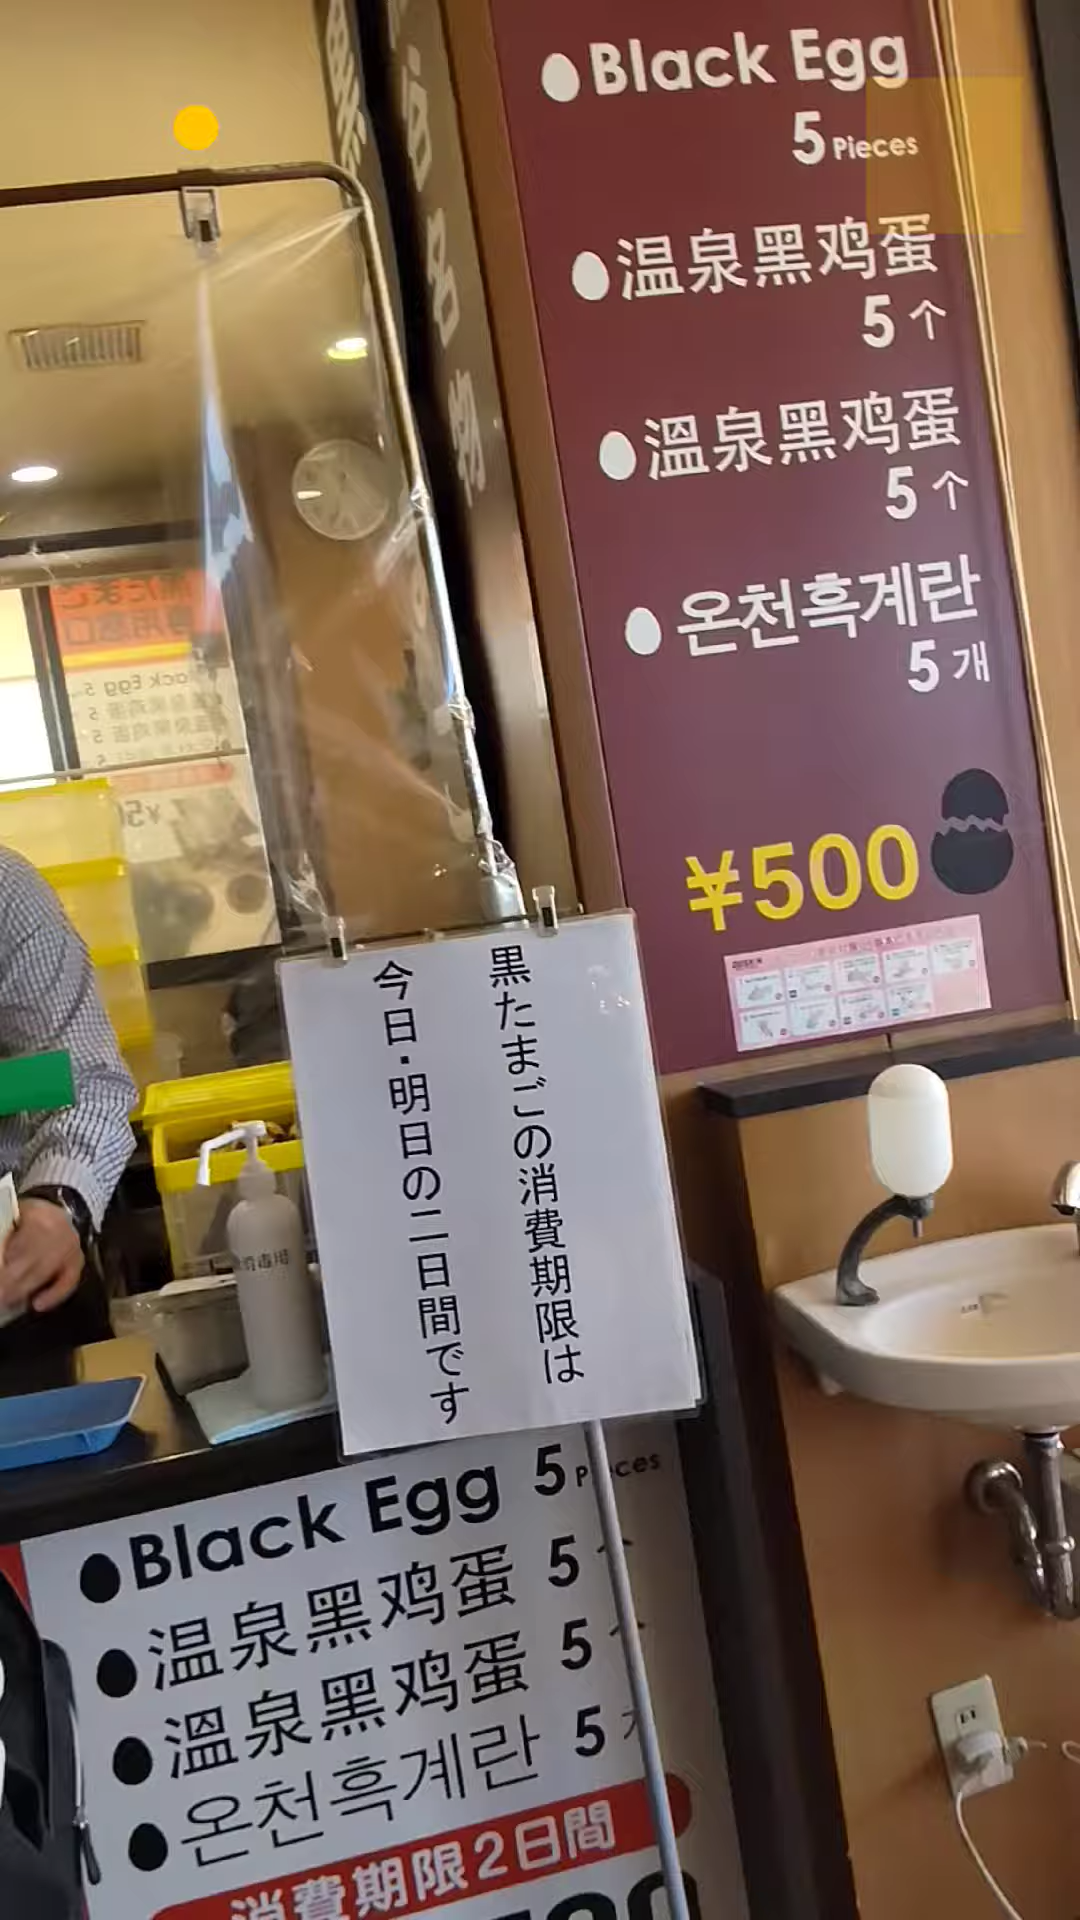 Black Egg
5 Pieces
温泉黑鸡蛋
5个
溫泉黑鸡蛋
5个
온천흑계란
5개
¥500
名物
黒たまごの消費期限は
今日・明日の二日間です
Black Egg 5 Pieces
温泉黑鸡蛋 5
溫泉黑鸡蛋 5
온천흑계란 5
消費期限2日間